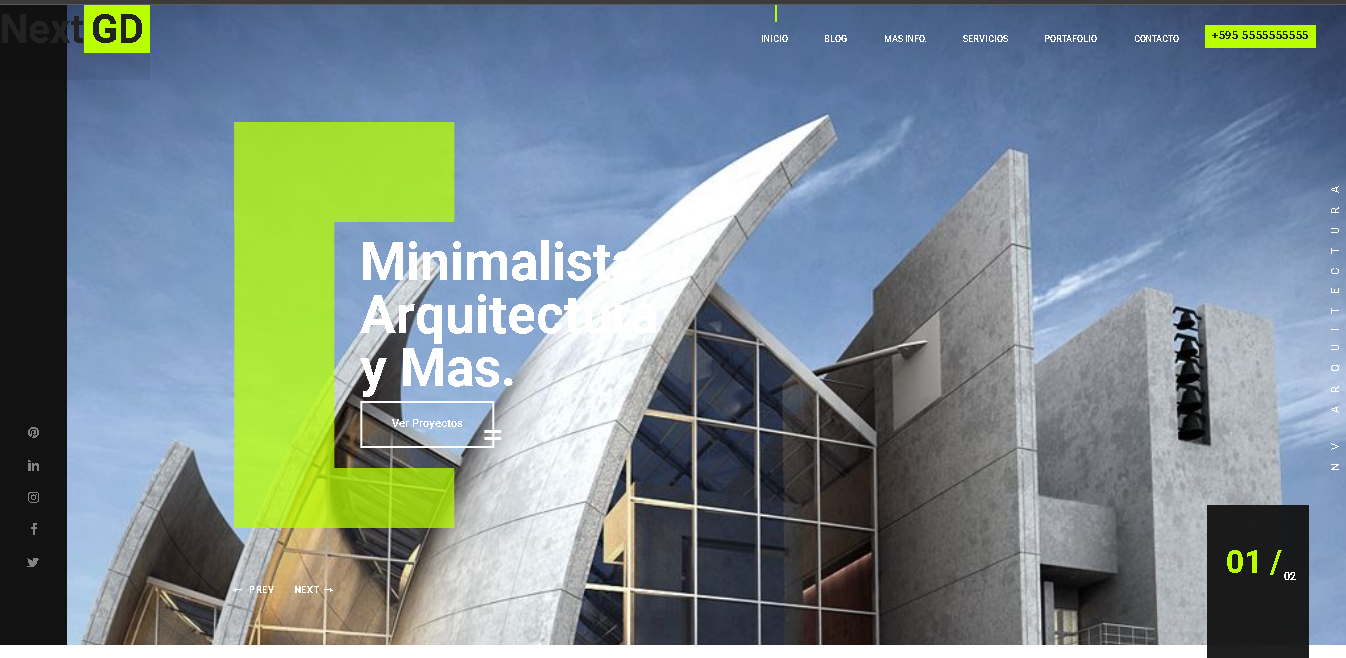 NextGD
INICIO BLOG MAS INFO. SERVICIOS PORTAFOLIO CONTACTO +595 5555555555
Minimalista
Arquitectura
y Mas.
Ver Proyectos
← PREV NEXT →
NV ARQUITECTURA
01 / 02